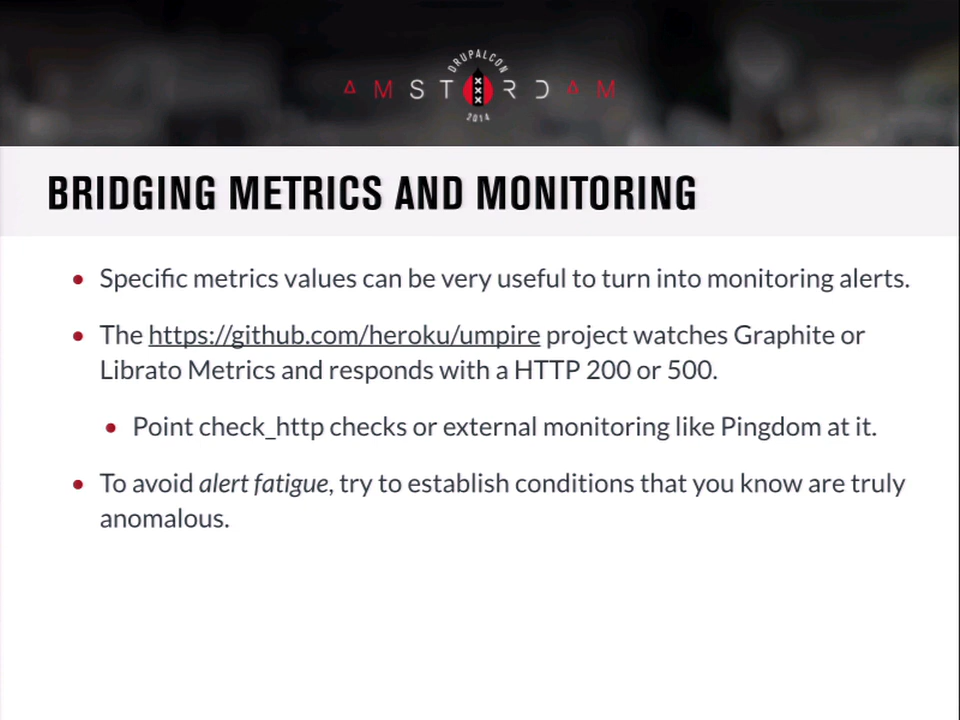 DRUPALCON
AMSTERDAM
2014
BRIDGING METRICS AND MONITORING
• Specific metrics values can be very useful to turn into monitoring alerts.
• The https://github.com/heroku/umpire project watches Graphite or
Librato Metrics and responds with a HTTP 200 or 500.
• Point check_http checks or external monitoring like Pingdom at it.
• To avoid alert fatigue, try to establish conditions that you know are truly
anomalous.